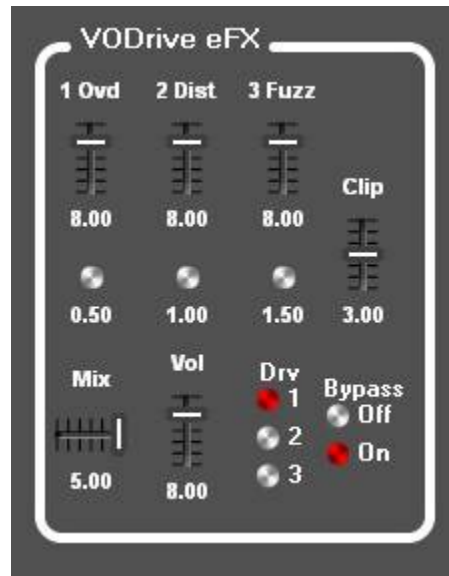 VODrive eFX
1 Ovd 2 Dist 3 Fuzz
Clip
8.00 8.00 8.00
0.50 1.00 1.50 3.00
Mix Vol Drv Bypass
1 Off
2 On
3
5.00 8.00